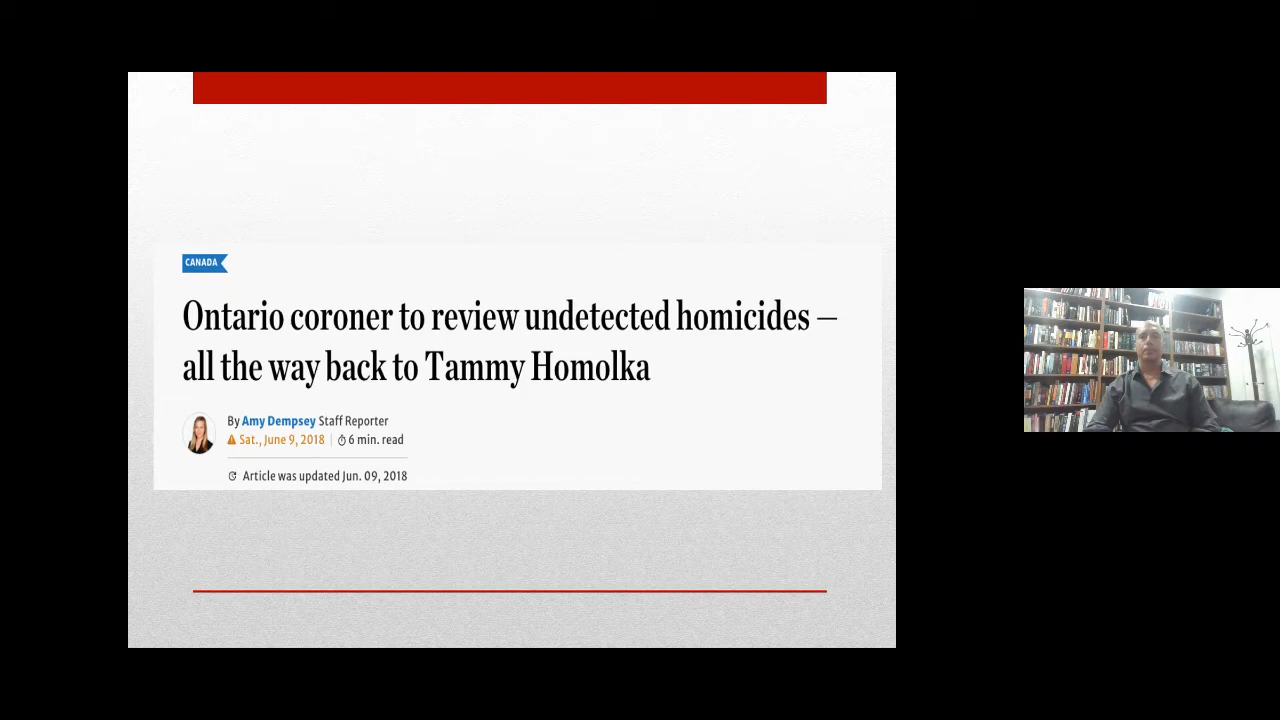 CANADA
Ontario coroner to review undetected homicides —
all the way back to Tammy Homolka
By Amy Dempsey Staff Reporter
Sat., June 9, 2018 | 6 min. read
Article was updated Jun. 09, 2018